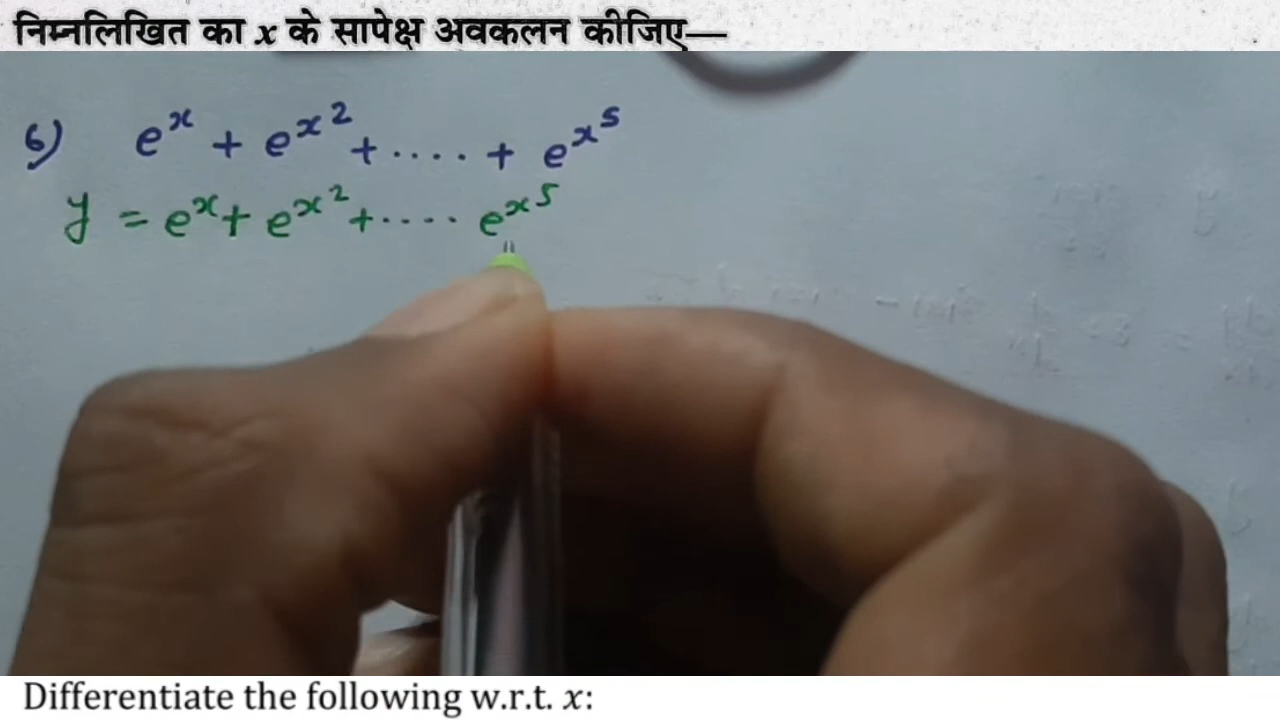 निम्नलिखित का x के सापेक्ष अवकलन कीजिए—
6) e^x + e^{x^2} + ..... + e^{x^5}
y = e^x + e^{x^2} + ..... e^{x^5}
Differentiate the following w.r.t. x: